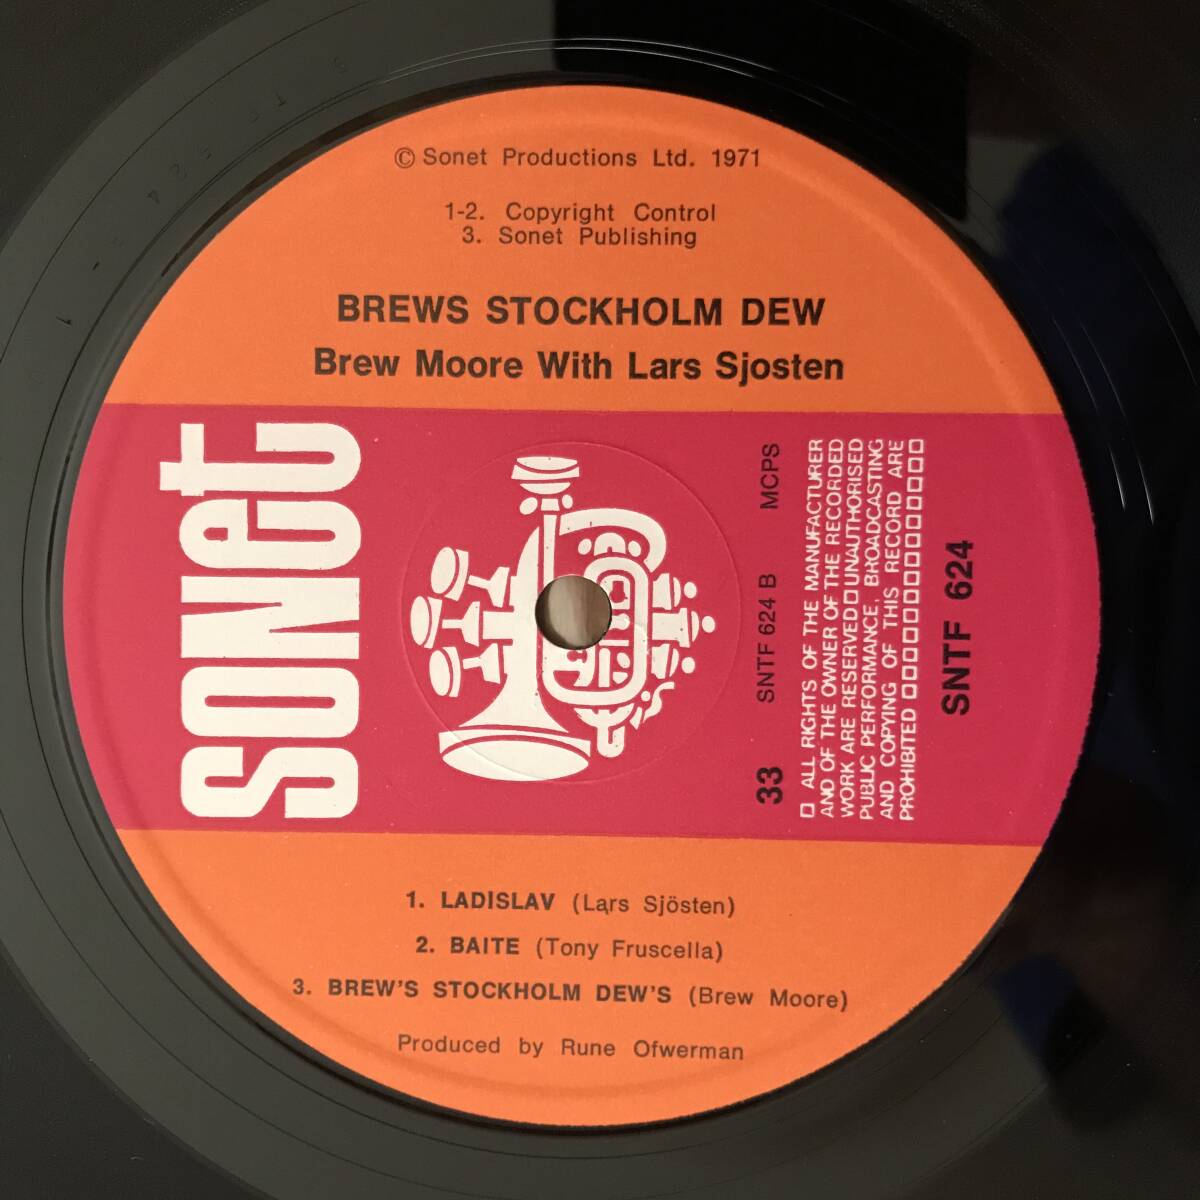 © Sonet Productions Ltd. 1971
1-2. Copyright Control
3. Sonet Publishing
BREWS STOCKHOLM DEW
Brew Moore With Lars Sjosten
sonet
33
SNTF 624 B
MCPS
□ ALL RIGHTS OF THE MANUFACTURER
AND OF THE OWNER OF THE RECORDED
WORK ARE RESERVED □ UNAUTHORISED
PUBLIC PERFORMANCE, BROADCASTING
AND COPYING OF THIS RECORD ARE
PROHIBITED □□□□□□□□□□□□□
SNTF 624
1. LADISLAV (Lars Sjösten)
2. BAITE (Tony Fruscella)
3. BREW'S STOCKHOLM DEW'S (Brew Moore)
Produced by Rune Ofwerman